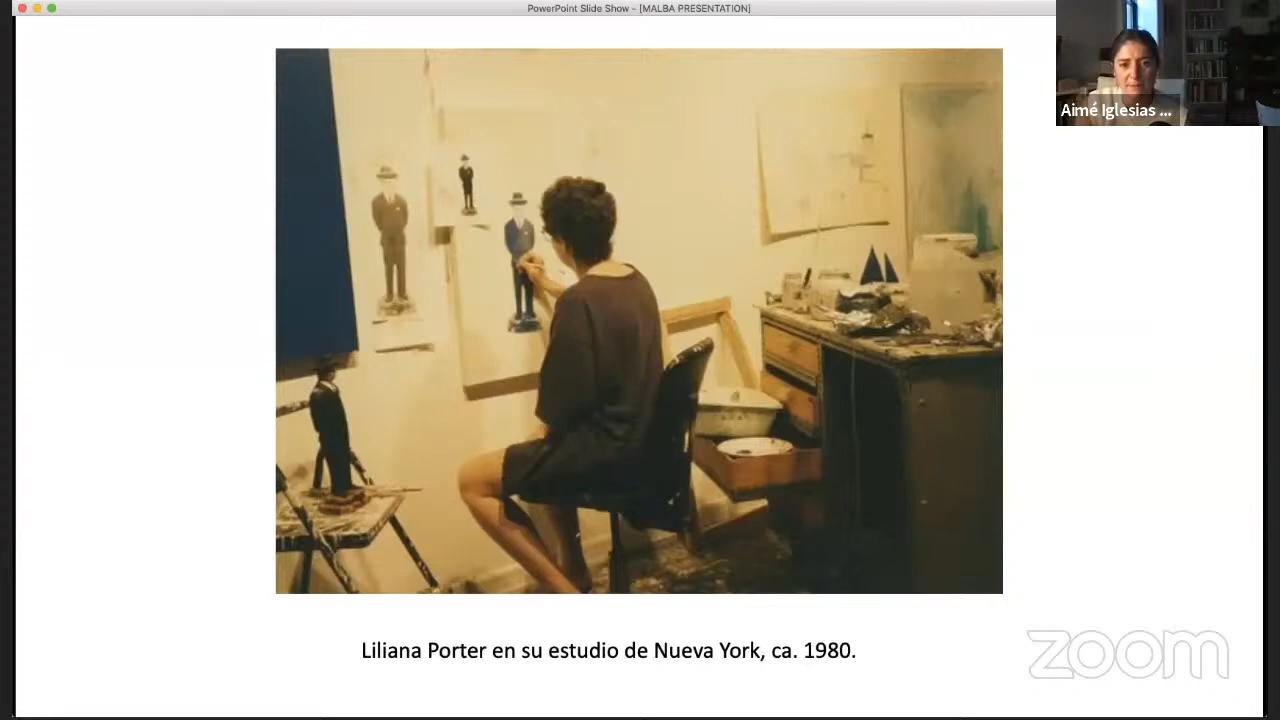 PowerPoint Slide Show - [MALBA PRESENTATION]
Aimé Iglesias ...
Liliana Porter en su estudio de Nueva York, ca. 1980.
zoom